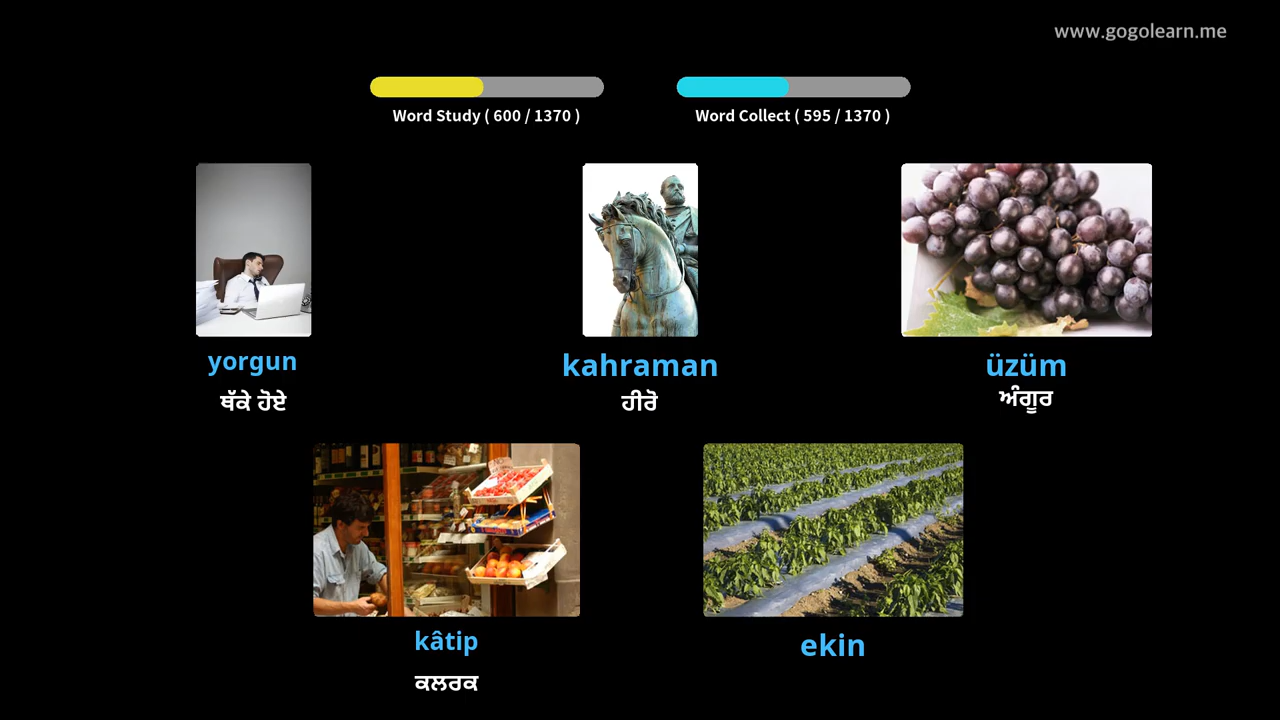 www.gogolearn.me
Word Study ( 600 / 1370 )
Word Collect ( 595 / 1370 )
yorgun
ਥੱਕੇ ਹੋਏ
kahraman
ਹੀਰੋ
üzüm
ਅੰਗੂਰ
kâtip
ਕਲਰਕ
ekin